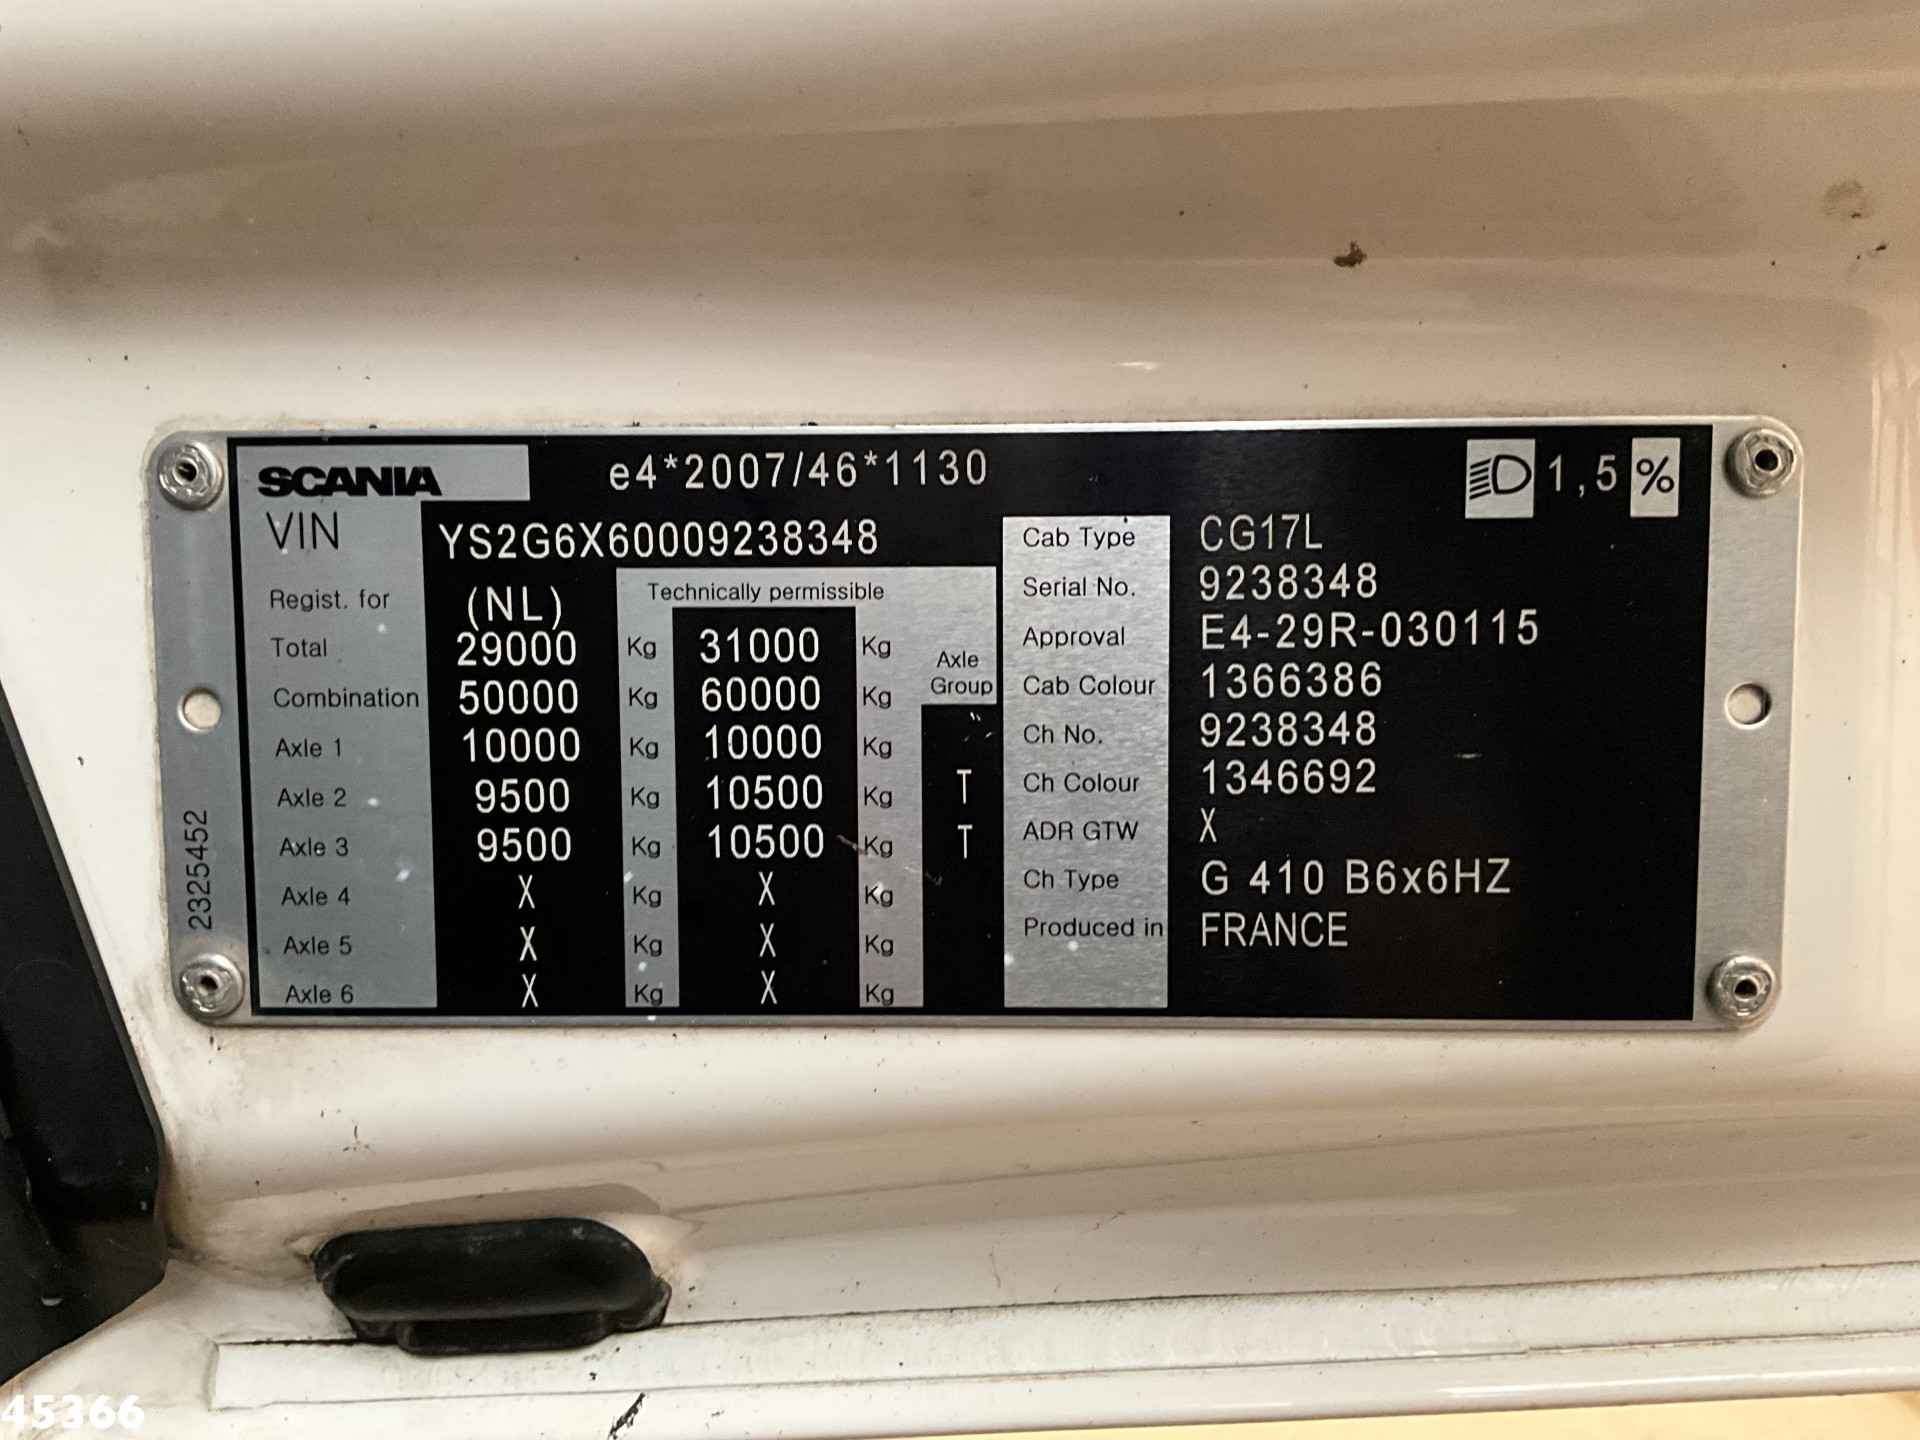 SCANIA e4*2007/46*1130 1,5 %
VIN YS2G6X60009238348
Regist. for (NL) Technically permissible
Total 29000 Kg 31000 Kg
Combination 50000 Kg 60000 Kg
Axle Group
Axle 1 10000 Kg 10000 Kg
Axle 2 9500 Kg 10500 Kg T
Axle 3 9500 Kg 10500 Kg T
Axle 4 X Kg X Kg
Axle 5 X Kg X Kg
Axle 6 X Kg X Kg
Cab Type CG17L
Serial No. 9238348
Approval E4-29R-030115
Cab Colour 1366386
Ch No. 9238348
Ch Colour 1346692
ADR GTW X
Ch Type G 410 B6x6HZ
Produced in FRANCE
2325452
45366